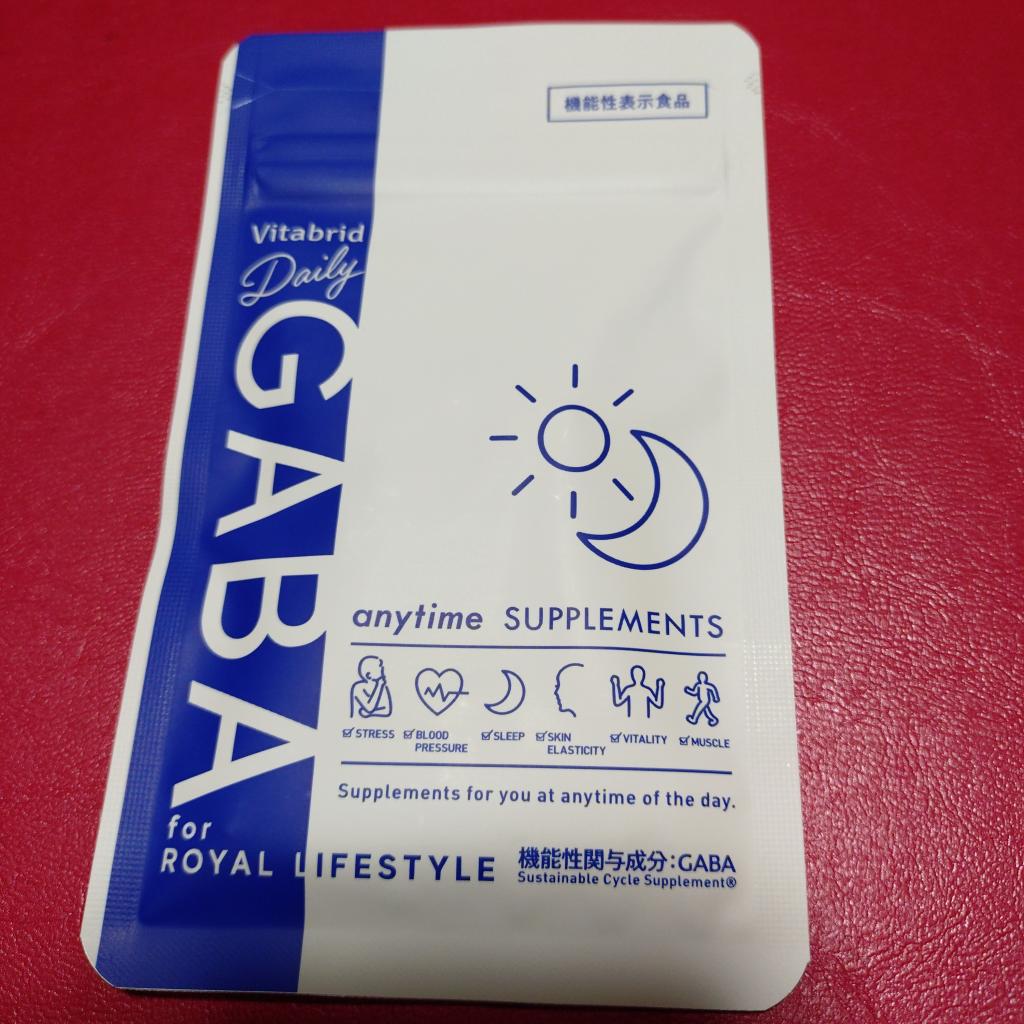 機能性表示食品
Vitabrid
Daily
GABA
anytime SUPPLEMENTS
STRESS
BLOOD
PRESSURE
SLEEP
SKIN
ELASTICITY
VITALITY
MUSCLE
Supplements for you at anytime of the day.
for
ROYAL LIFESTYLE
機能性関与成分:GABA
Sustainable Cycle Supplement®